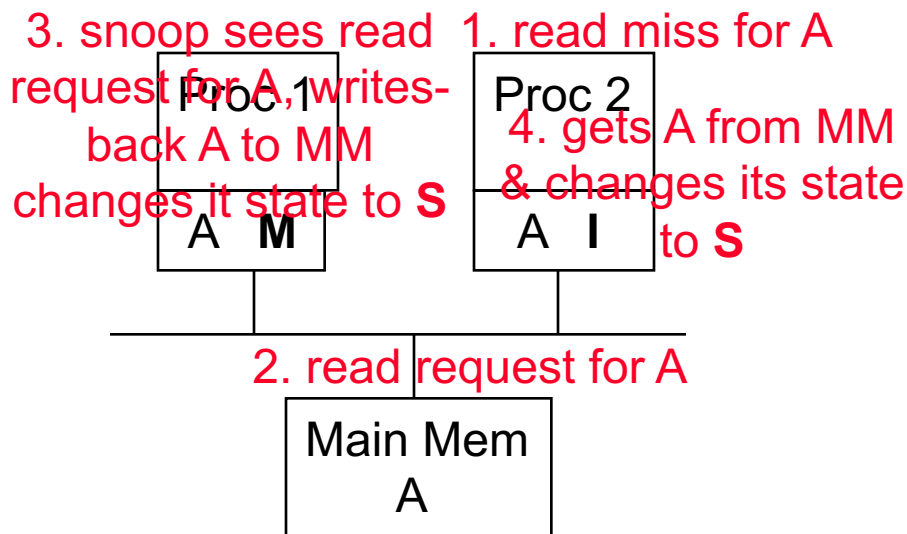 3. snoop sees read
request for A, writes-
back A to MM
changes it state to S
1. read miss for A
4. gets A from MM
& changes its state
to S
Proc 1
Proc 2
A M
A I
2. read request for A
Main Mem
A